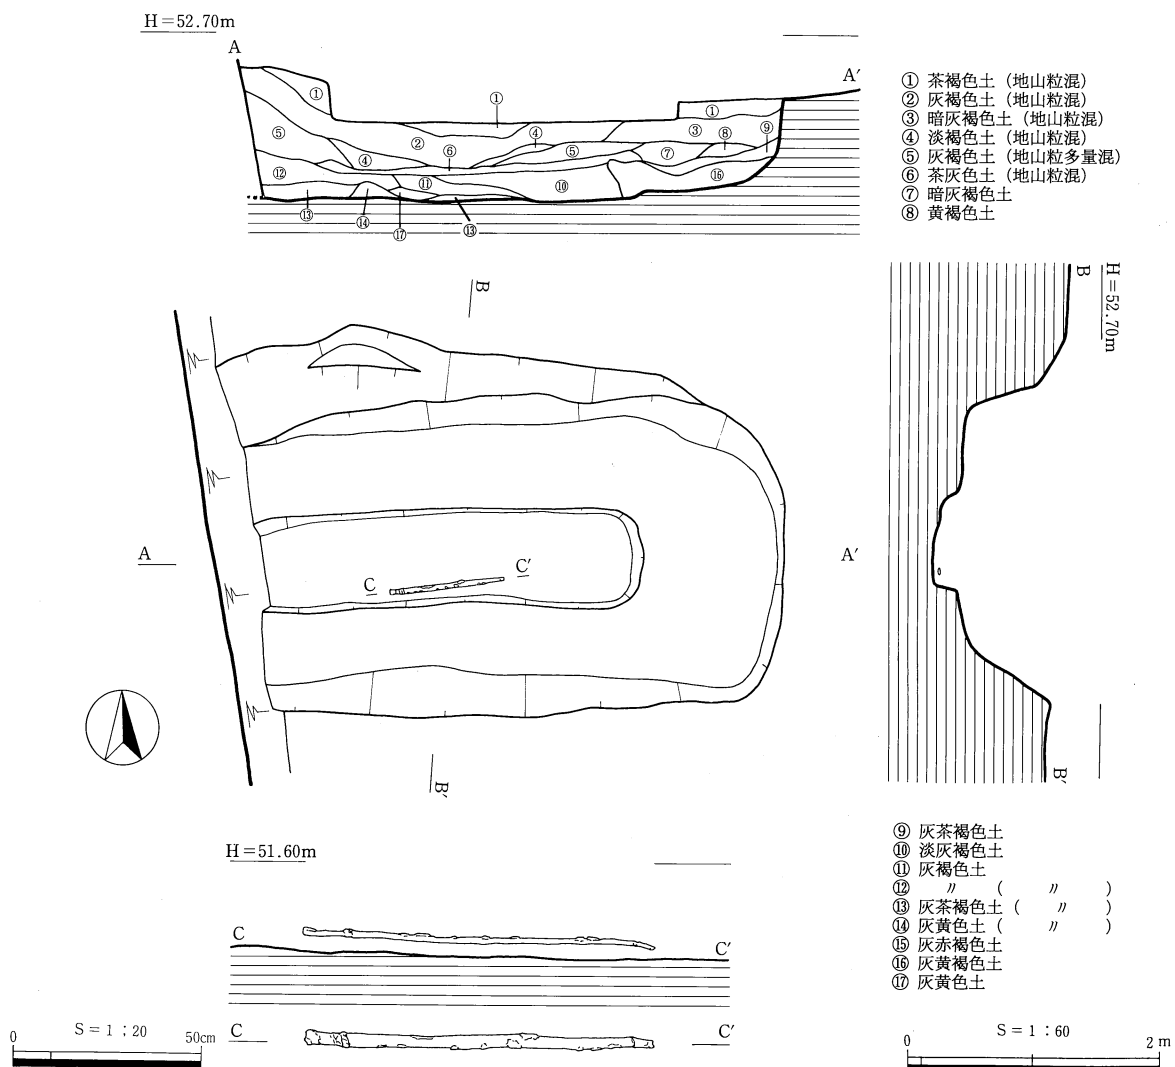 H=52.70m
A
A′
①
①
①
②
③
④
④
⑤
⑤
⑥
⑦
⑧
⑨
⑩
⑪
⑫
⑬
⑭
⑰
⑬
⑯
① 茶褐色土（地山粒混）
② 灰褐色土（地山粒混）
③ 暗灰褐色土（地山粒混）
④ 淡褐色土（地山粒混）
⑤ 灰褐色土（地山粒多量混）
⑥ 茶灰色土（地山粒混）
⑦ 暗灰褐色土
⑧ 黄褐色土
B
B
H=52.70m
A
A′
C
C′
B′
B′
H=51.60m
⑨ 灰茶褐色土
⑩ 淡灰褐色土
⑪ 灰褐色土
⑫ 〃 （ 〃 ）
⑬ 灰茶褐色土（ 〃 ）
⑭ 灰黄色土（ 〃 ）
⑮ 灰赤褐色土
⑯ 灰黄褐色土
⑰ 灰黄色土
C
C′
C
C′
0 S=1:20 50cm
S=1:60
0 2m